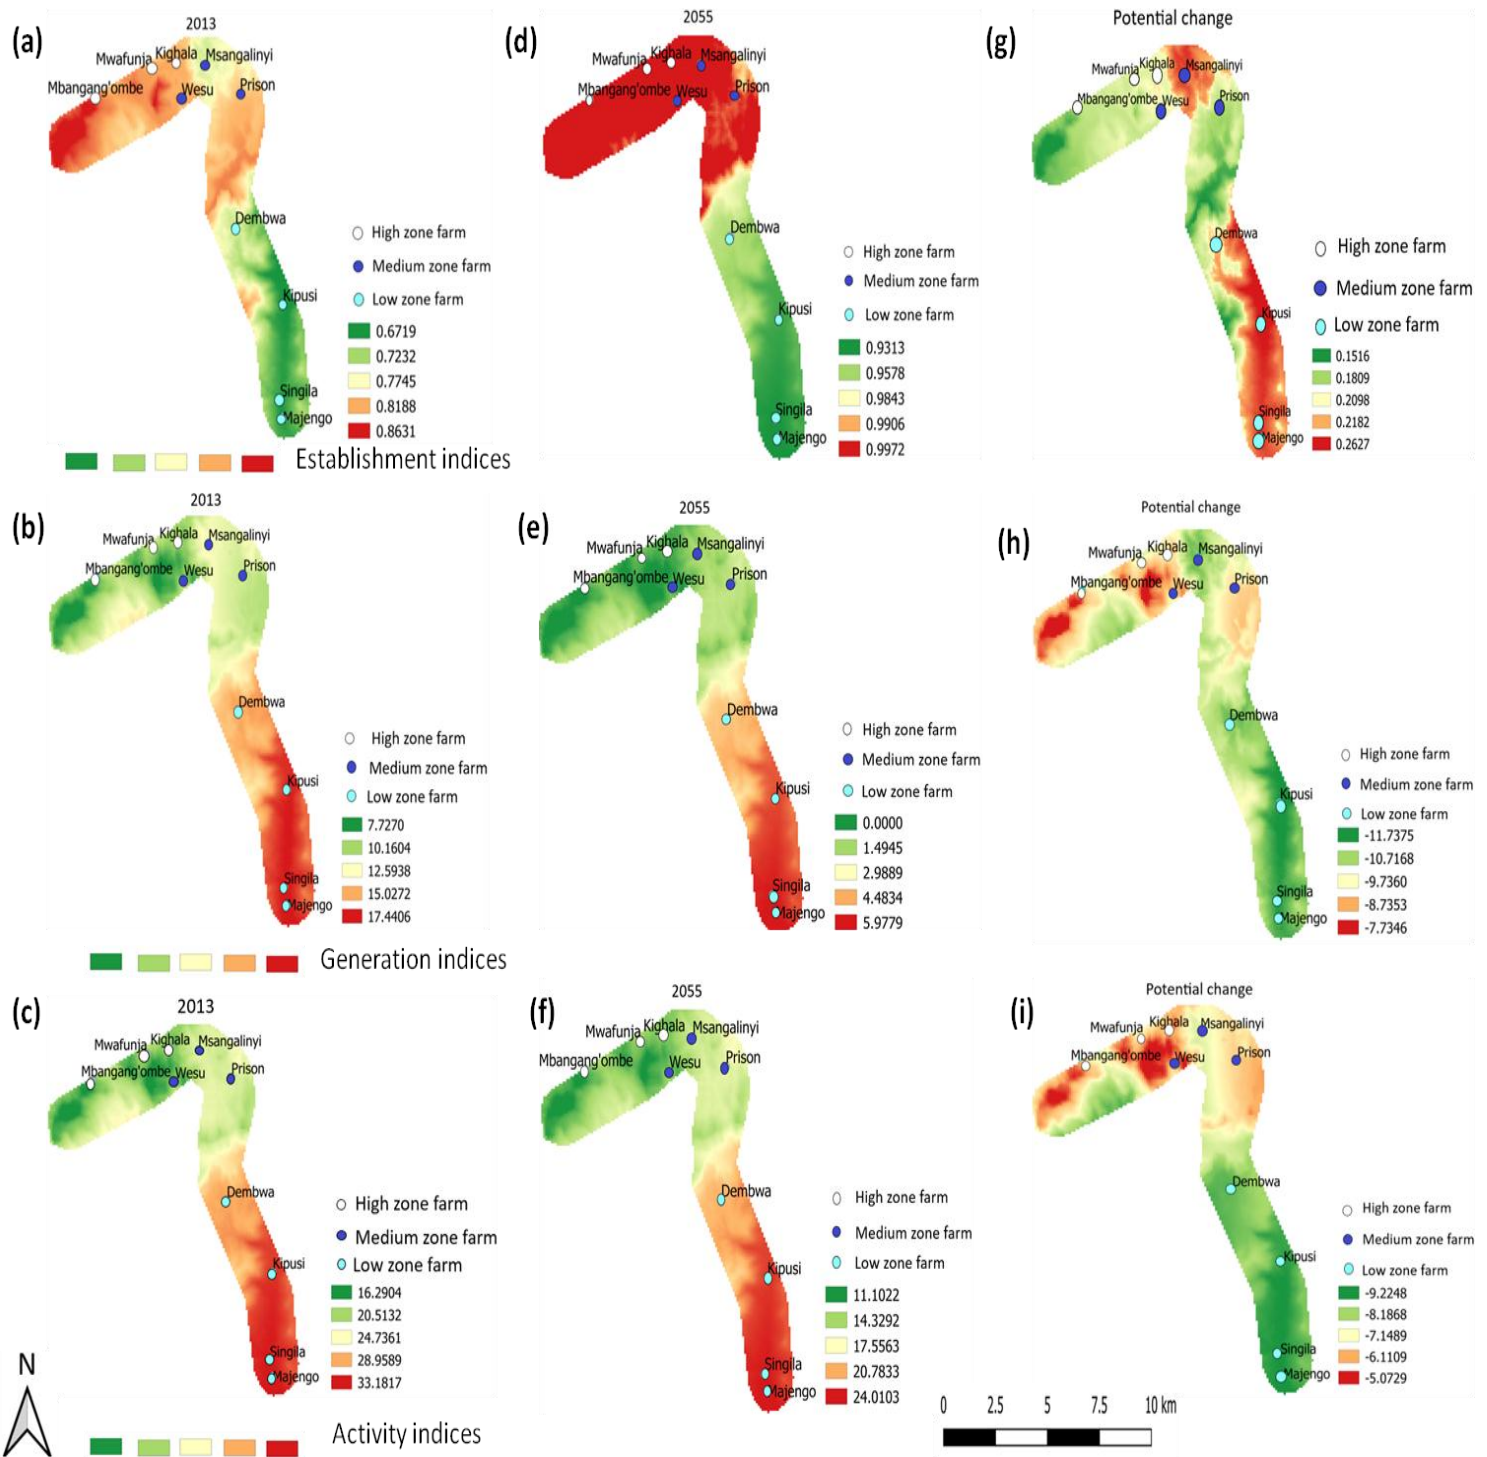 (a)
2013
Mwafunja
Kighala
Msangalinyi
Mbangang'ombe
Wesu
Prison
Dembwa
Kipusi
Singila
Majengo
High zone farm
Medium zone farm
Low zone farm
0.6719
0.7232
0.7745
0.8188
0.8631
Establishment indices
(d)
2055
Mwafunja
Kighala
Msangalinyi
Mbangang'ombe
Wesu
Prison
Dembwa
Kipusi
Singila
Majengo
High zone farm
Medium zone farm
Low zone farm
0.9313
0.9578
0.9843
0.9906
0.9972
(g)
Potential change
Mwafunja
Kighala
Msangalinyi
Mbangang'ombe
Wesu
Prison
Dembwa
Kipusi
Singila
Majengo
High zone farm
Medium zone farm
Low zone farm
0.1516
0.1809
0.2098
0.2182
0.2627
(b)
2013
Mwafunja
Kighala
Msangalinyi
Mbangang'ombe
Wesu
Prison
Dembwa
Kipusi
Singila
Majengo
High zone farm
Medium zone farm
Low zone farm
7.7270
10.1604
12.5938
15.0272
17.4406
Generation indices
(e)
2055
Mwafunja
Kighala
Msangalinyi
Mbangang'ombe
Wesu
Prison
Dembwa
Kipusi
Singila
Majengo
High zone farm
Medium zone farm
Low zone farm
0.0000
1.4945
2.9889
4.4834
5.9779
(h)
Potential change
Mwafunja
Kighala
Msangalinyi
Mbangang'ombe
Wesu
Prison
Dembwa
Kipusi
Singila
Majengo
High zone farm
Medium zone farm
Low zone farm
-11.7375
-10.7168
-9.7360
-8.7353
-7.7346
(c)
2013
Mwafunja
Kighala
Msangalinyi
Mbangang'ombe
Wesu
Prison
Dembwa
Kipusi
Singila
Majengo
High zone farm
Medium zone farm
Low zone farm
16.2904
20.5132
24.7361
28.9589
33.1817
N
Activity indices
(f)
2055
Mwafunja
Kighala
Msangalinyi
Mbangang'ombe
Wesu
Prison
Dembwa
Kipusi
Singila
Majengo
High zone farm
Medium zone farm
Low zone farm
11.1022
14.3292
17.5563
20.7833
24.0103
(i)
Potential change
Mwafunja
Kighala
Msangalinyi
Mbangang'ombe
Wesu
Prison
Dembwa
Kipusi
Singila
Majengo
High zone farm
Medium zone farm
Low zone farm
-9.2248
-8.1868
-7.1489
-6.1109
-5.0729
0 2.5 5 7.5 10 km